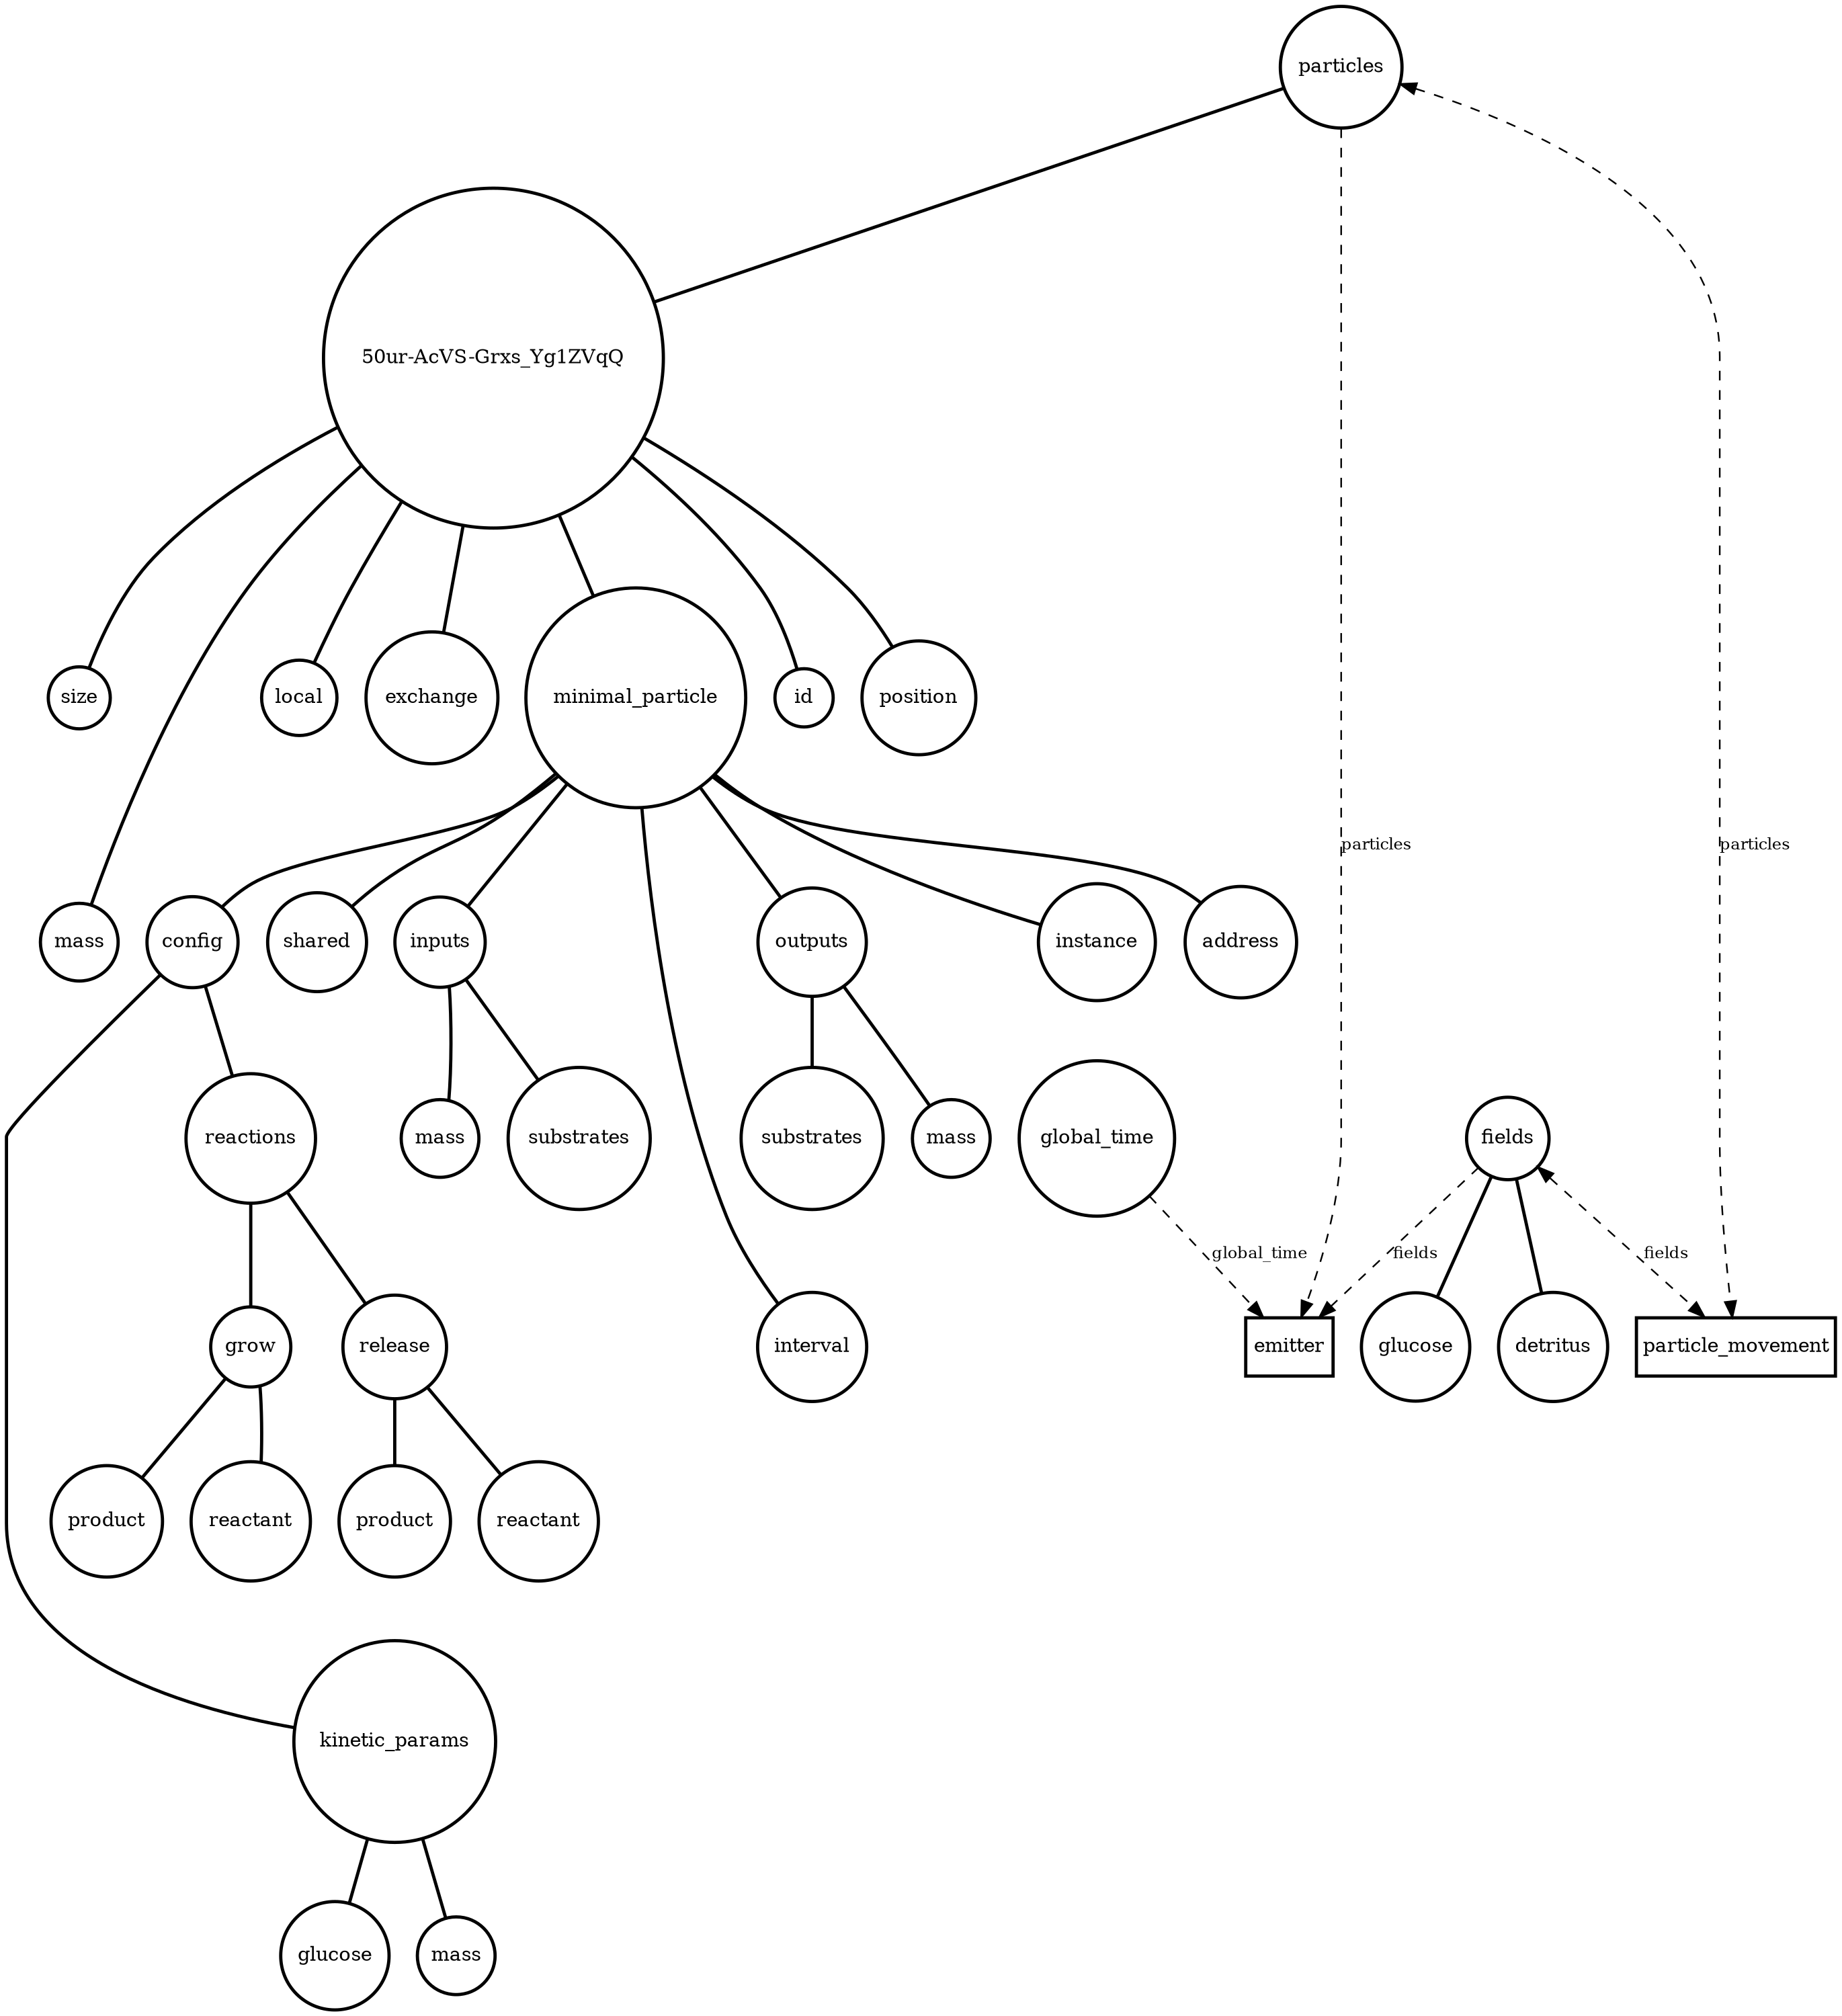 particles
50ur-AcVS-Grxs_Yg1ZVqQ
size
local
exchange
minimal_particle
id
position
particles
particles
mass
config
shared
inputs
outputs
instance
address
reactions
mass
substrates
substrates
mass
global_time
fields
global_time
fields
fields
grow
release
interval
emitter
glucose
detritus
particle_movement
product
reactant
product
reactant
kinetic_params
glucose
mass